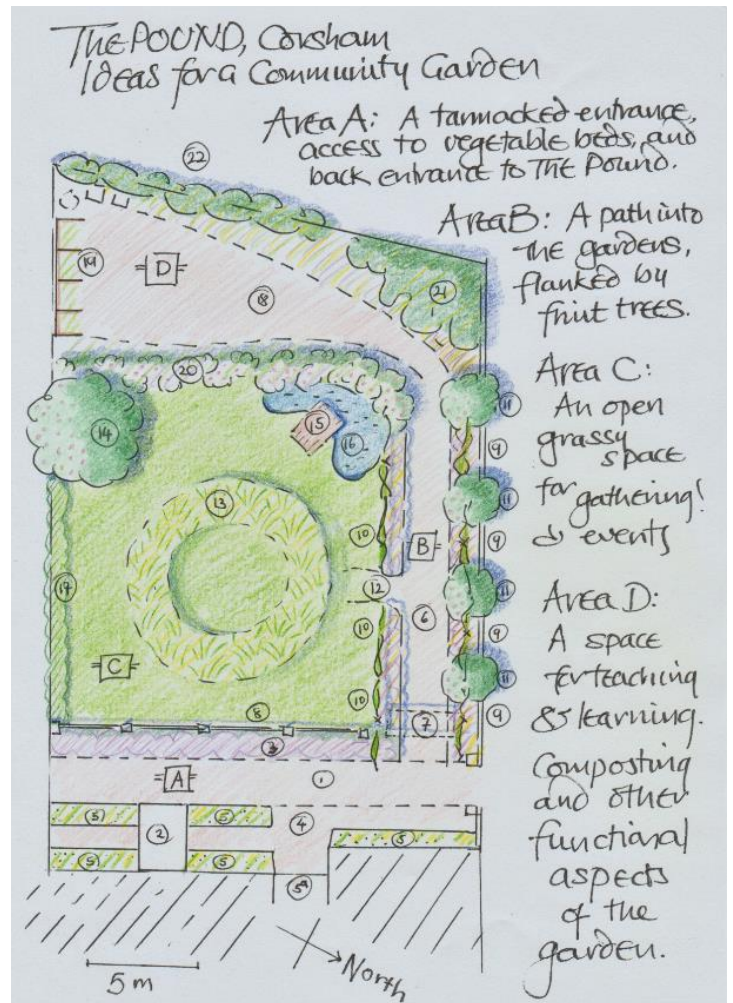 The POUND, Corsham
Ideas for a Community Garden
Area A: A tarmacked entrance,
access to vegetable beds, and
back entrance to The Pound.
22
Area B: A path into
the gardens,
flanked by
fruit trees.
19
D
18
21
20
14
15
16
11
9
Area C:
An open
grassy
space
for gathering!
& events
13
11
9
10
B
12
11
9
6
10
17
C
11
9
10
7
8
3
Area D:
A space
for teaching
& learning.
Composting
and other
functional
aspects
of the
garden.
A
1
5
2
5
4
5
5
5
5a
5m
North